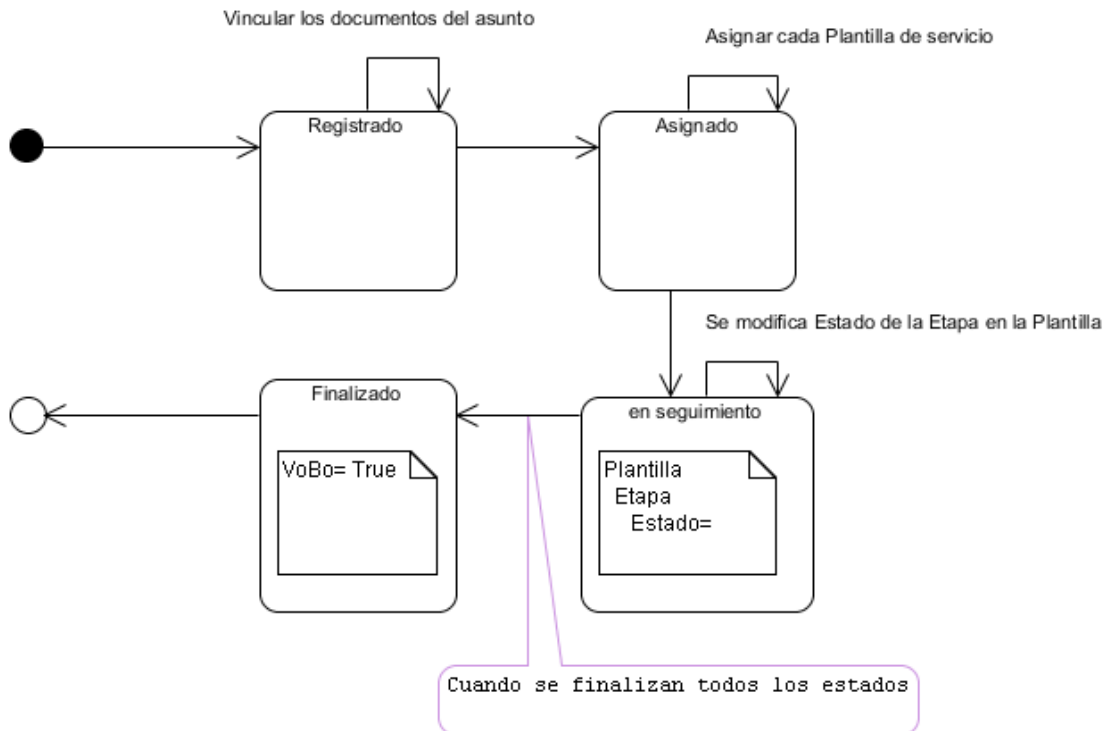 Vincular los documentos del asunto
Asignar cada Plantilla de servicio
Registrado
Asignado
Se modifica Estado de la Etapa en la Plantilla
Finalizado
en seguimiento
VoBo= True
Plantilla
Etapa
Estado=
Cuando se finalizan todos los estados